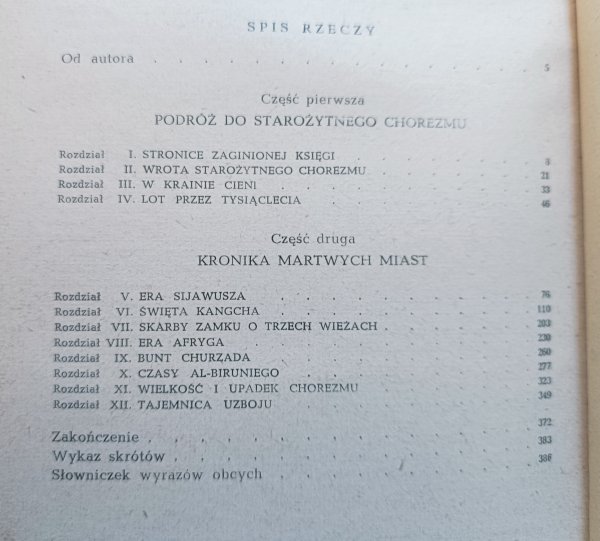 SPIS RZECZY
Od autora . . . . . . . . . . . . . . . 5
Część pierwsza
PODRÓŻ DO STAROŻYTNEGO CHOREZMU
Rozdział I. STRONICE ZAGINIONEJ KSIĘGI . . . . . . . 8
Rozdział II. WROTA STAROŻYTNEGO CHOREZMU . . . . . . 21
Rozdział III. W KRAINIE CIENI . . . . . . . . . 33
Rozdział IV. LOT PRZEZ TYSIĄCLECIA . . . . . . . . 46
Część druga
KRONIKA MARTWYCH MIAST
Rozdział V. ERA SIJAWUSZA . . . . . . . . 76
Rozdział VI. ŚWIĘTA KANGCHA . . . . . . . . 110
Rozdział VII. SKARBY ZAMKU O TRZECH WIEŻACH . . . . . 203
Rozdział VIII. ERA AFRYGA . . . . . . . . 230
Rozdział IX. BUNT CHURZADA . . . . . . . . 260
Rozdział X. CZASY AL-BIRUNIEGO . . . . . . . 277
Rozdział XI. WIELKOŚĆ I UPADEK CHOREZMU . . . . . . 323
Rozdział XII. TAJEMNICA UZBOJU . . . . . . . 349
Zakończenie . . . . . . . . . . . . 372
Wykaz skrótów . . . . . . . . . . . . 383
Słowniczek wyrazów obcych . . . . . . . . 386